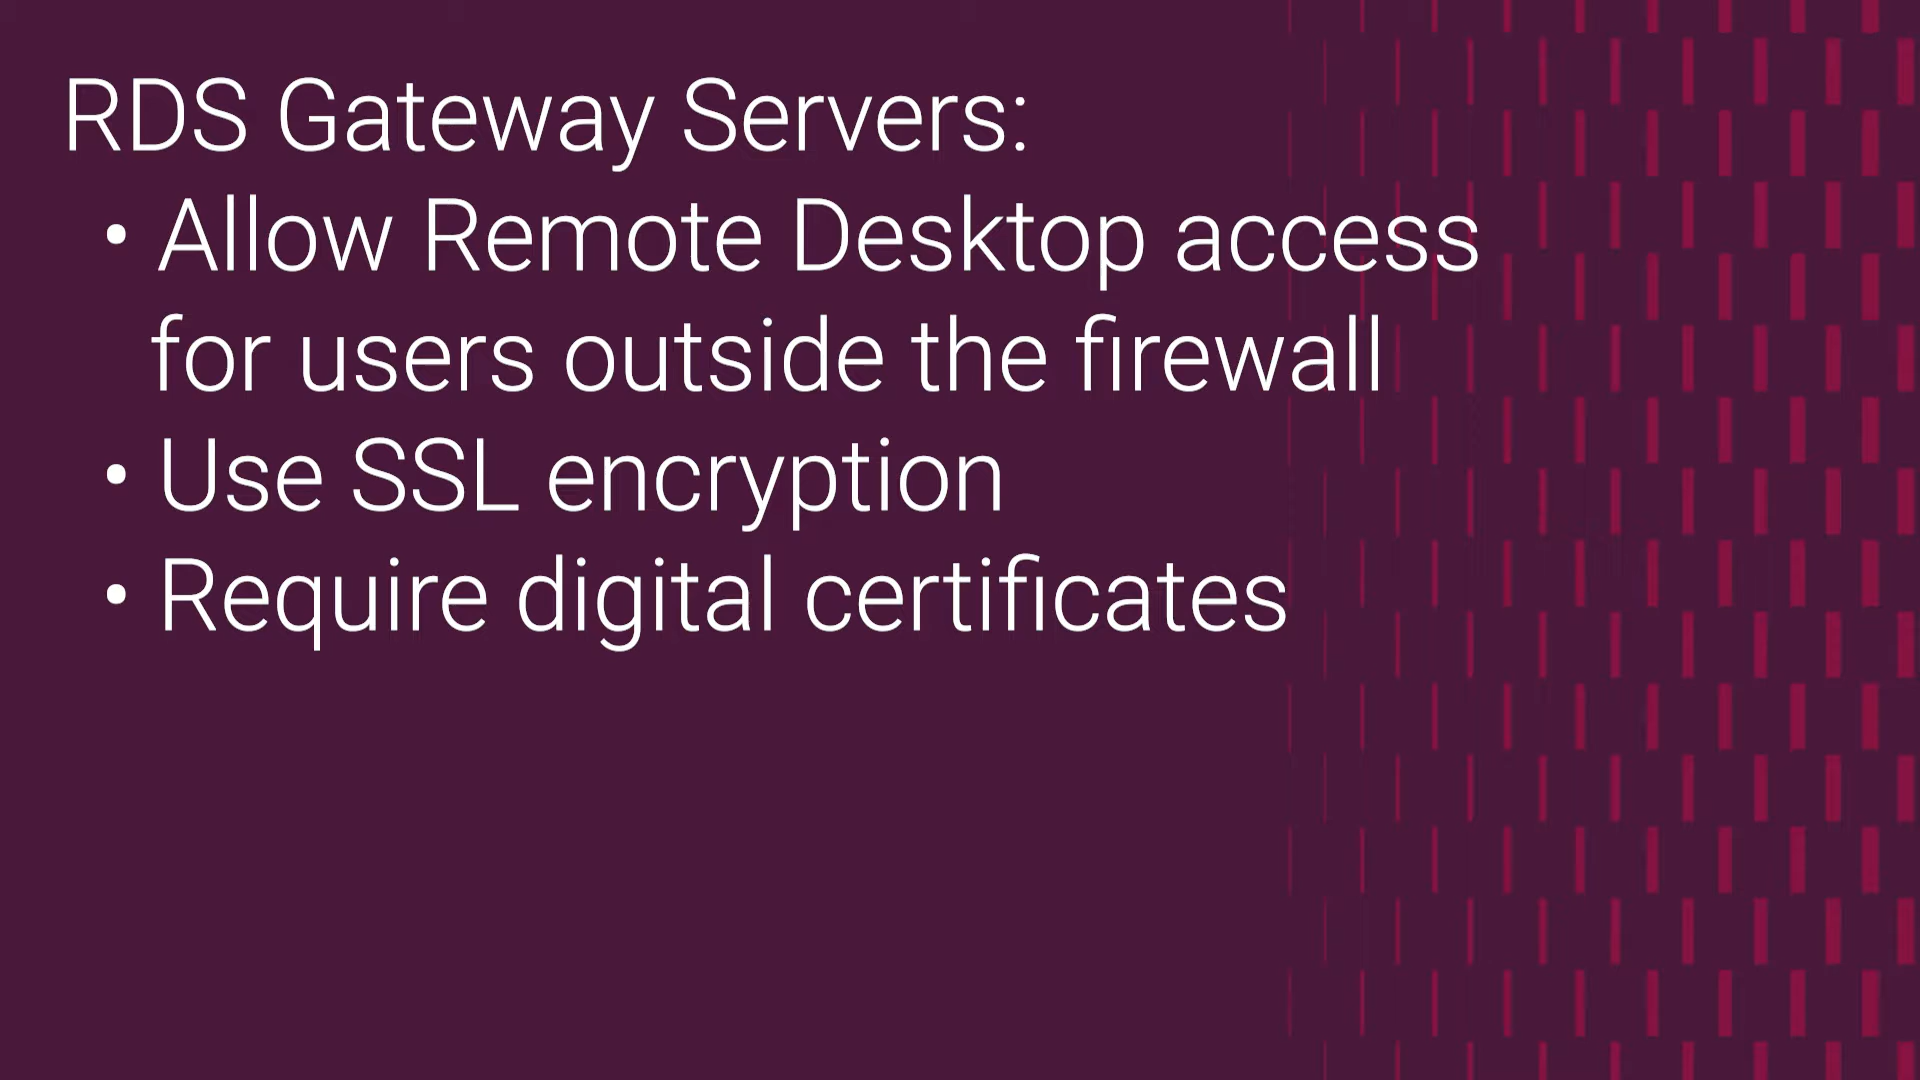 RDS Gateway Servers:
• Allow Remote Desktop access
for users outside the firewall
• Use SSL encryption
• Require digital certificates